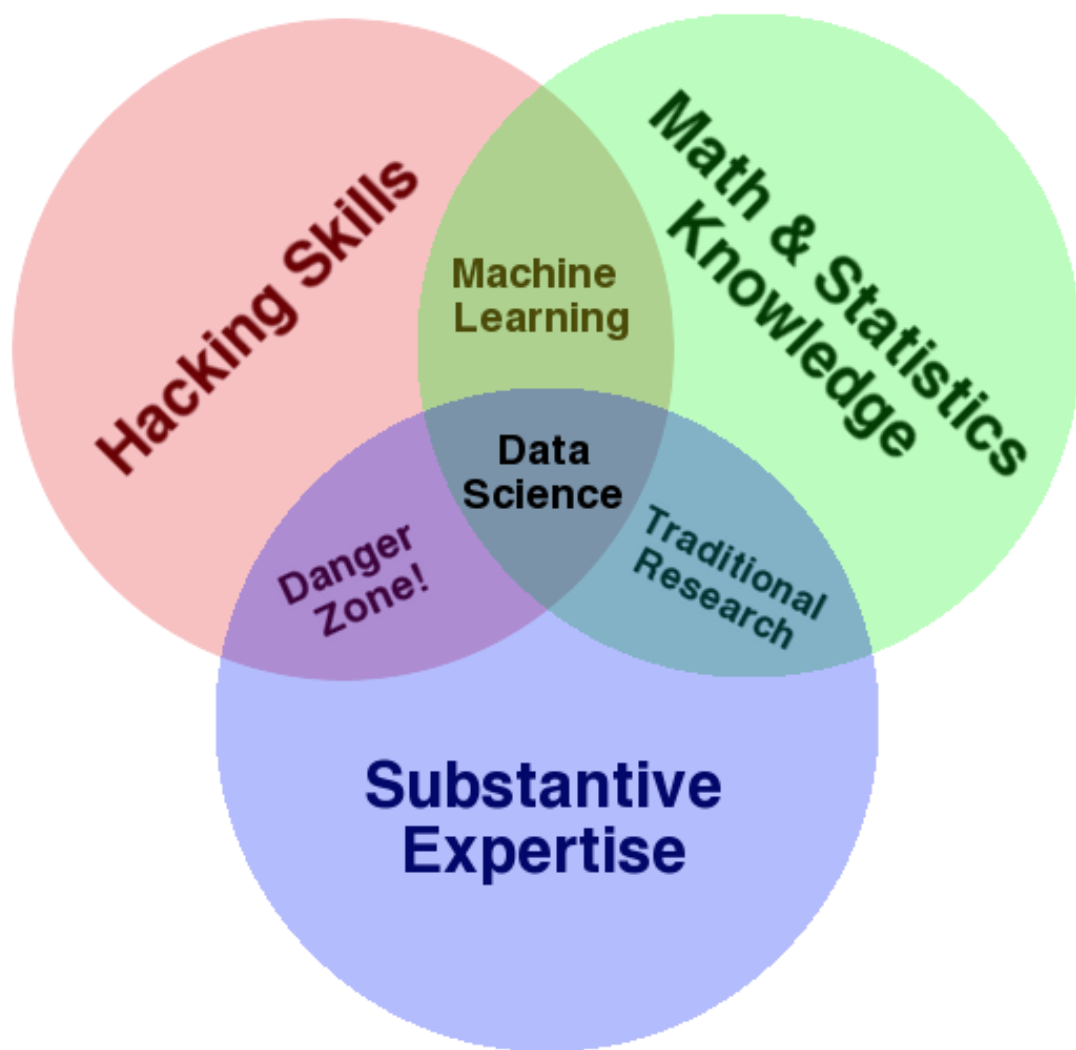 Hacking Skills
Math & Statistics
Knowledge
Machine
Learning
Data
Science
Danger
Zone!
Traditional
Research
Substantive
Expertise